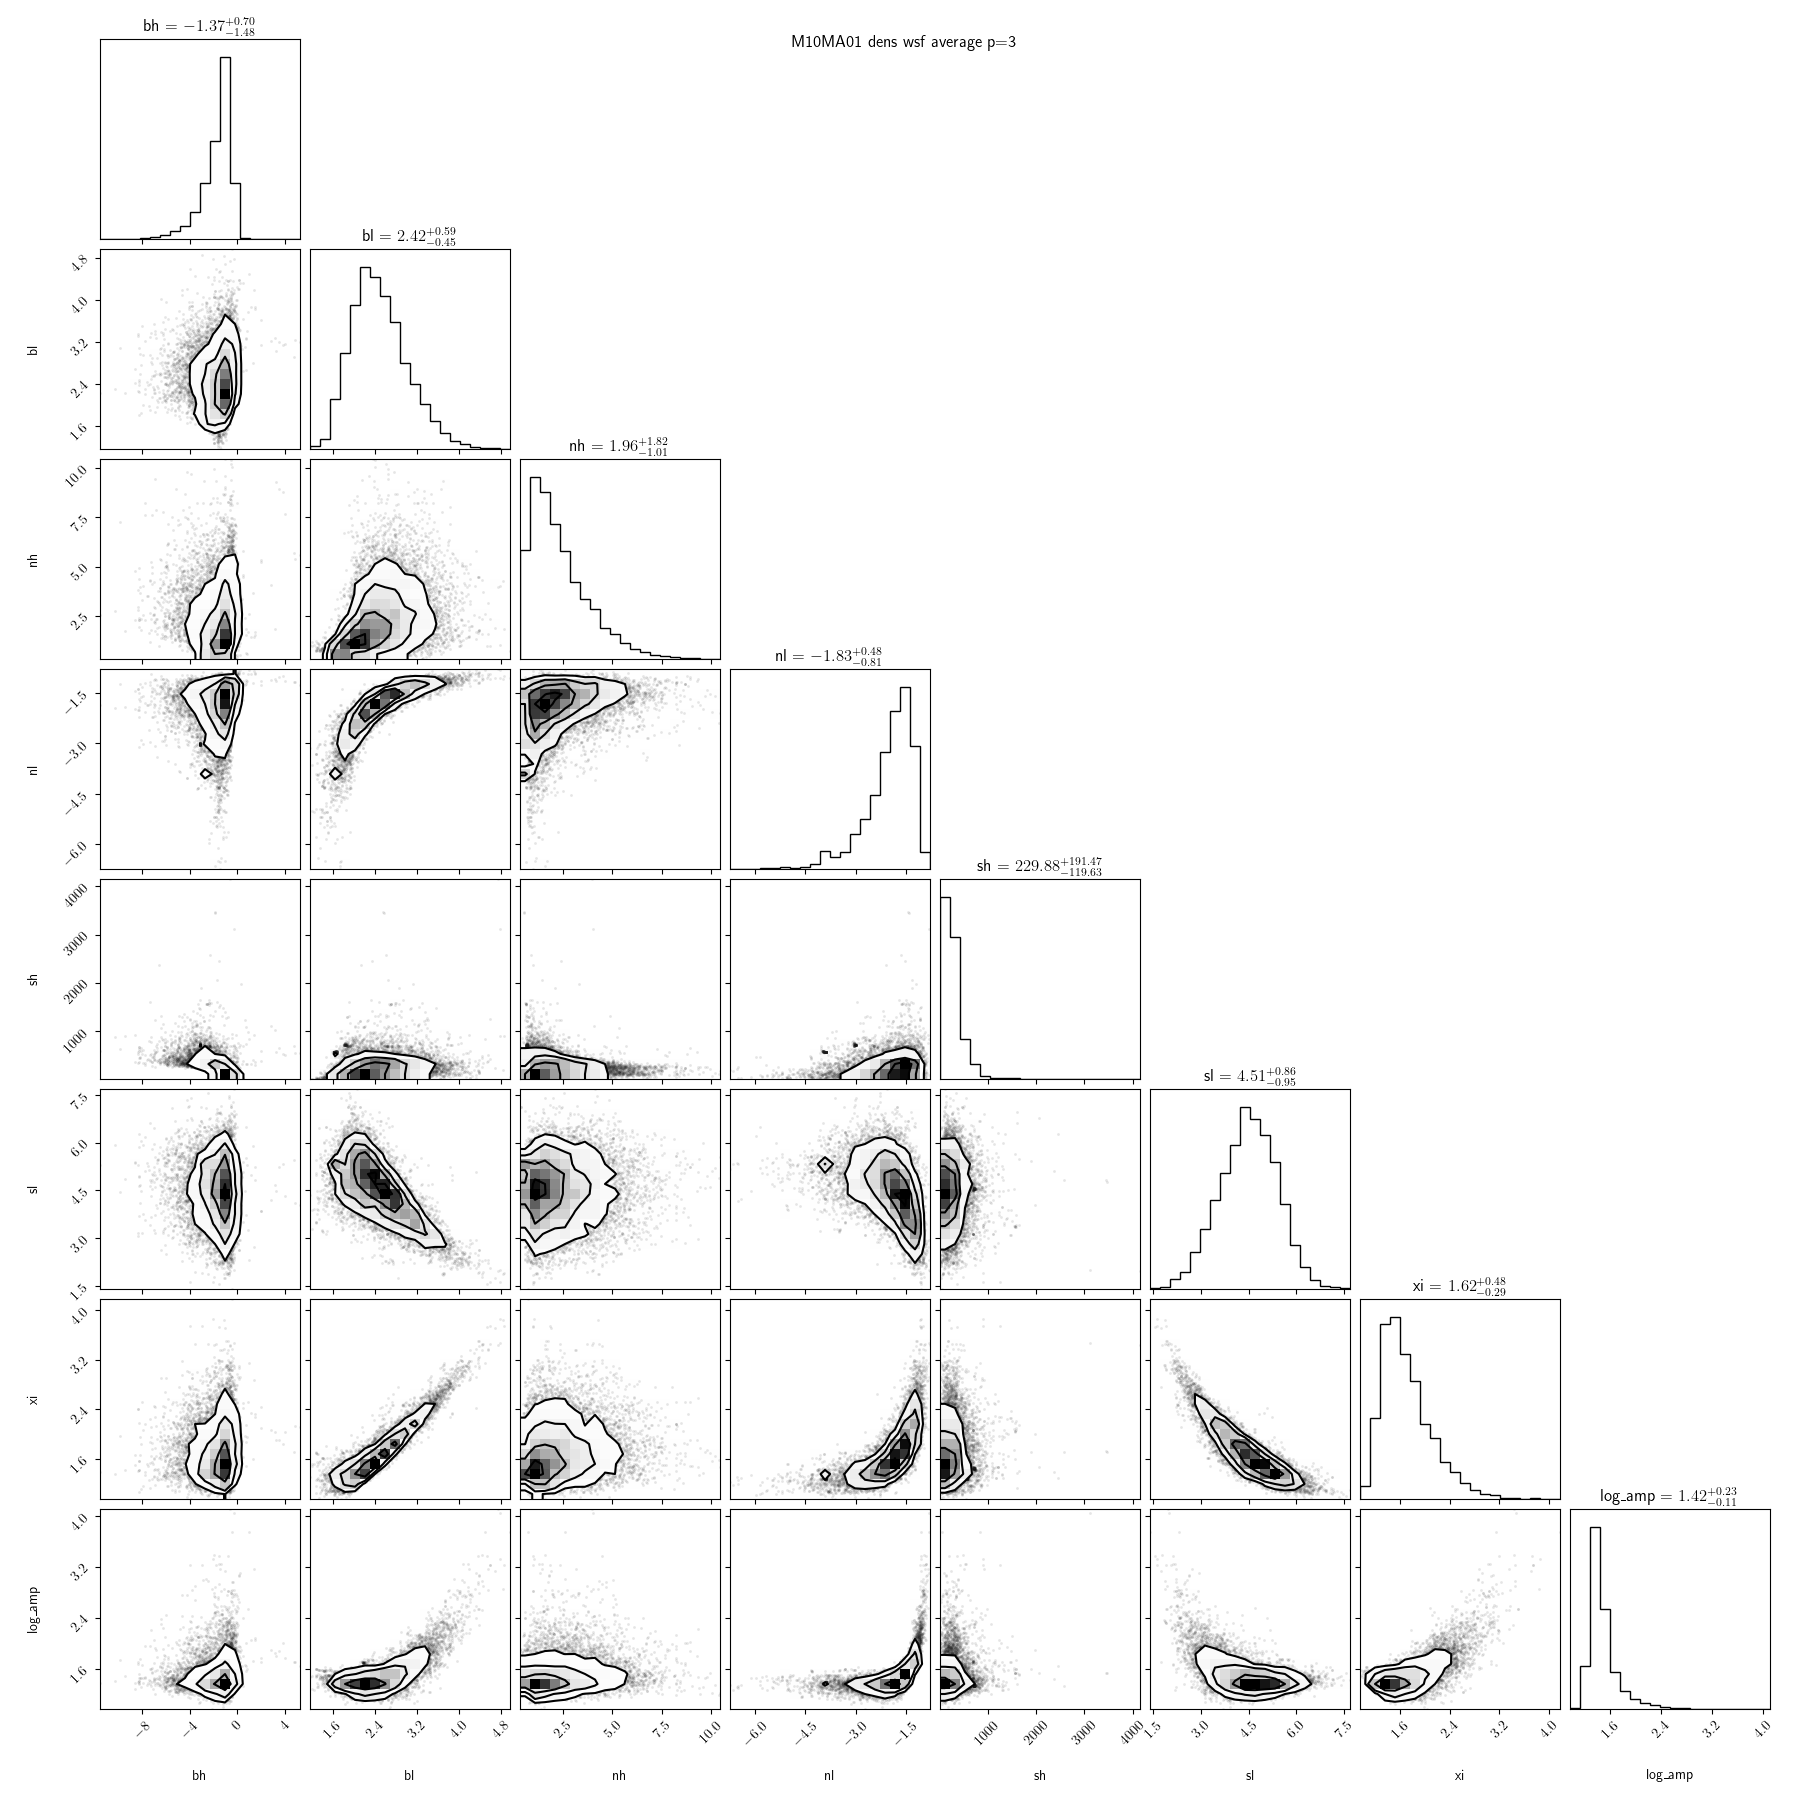 M10MA01 dens wsf average p=3
bh = −1.37+0.70−1.48
bl = 2.42+0.59−0.45
nh = 1.96+1.82−1.01
nl = −1.83+0.48−0.81
sh = 229.88+191.47−119.63
sl = 4.51+0.86−0.95
xi = 1.62+0.48−0.29
log_amp = 1.42+0.23−0.11
bl
4.8
4.0
3.2
2.4
1.6
nh
10.0
7.5
5.0
2.5
nl
−1.5
−3.0
−4.5
−6.0
sh
4000
3000
2000
1000
sl
7.5
6.0
4.5
3.0
1.5
xi
4.0
3.2
2.4
1.6
log_amp
4.0
3.2
2.4
1.6
−8 −4 0 4 1.6 2.4 3.2 4.0 4.8 2.5 5.0 7.5 10.0 −6.0 −4.5 −3.0 −1.5 1000 2000 3000 4000 1.5 3.0 4.5 6.0 7.5 1.6 2.4 3.2 4.0 1.6 2.4 3.2 4.0
bh bl nh nl sh sl xi log_amp